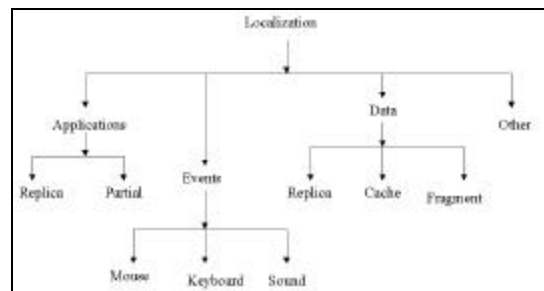 Localization
Data
Applications
Other
Events
Replica
Partial
Replica
Cache
Fragment
Mouse
Keyboard
Sound